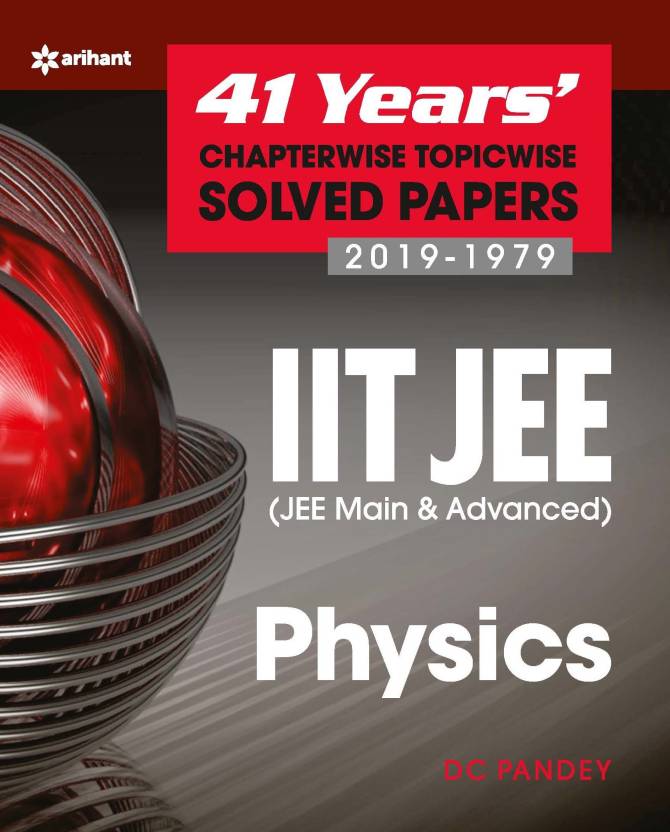 arihant
41 Years'
CHAPTERWISE TOPICWISE
SOLVED PAPERS
2019-1979
IIT JEE
(JEE Main & Advanced)
Physics
DC PANDEY